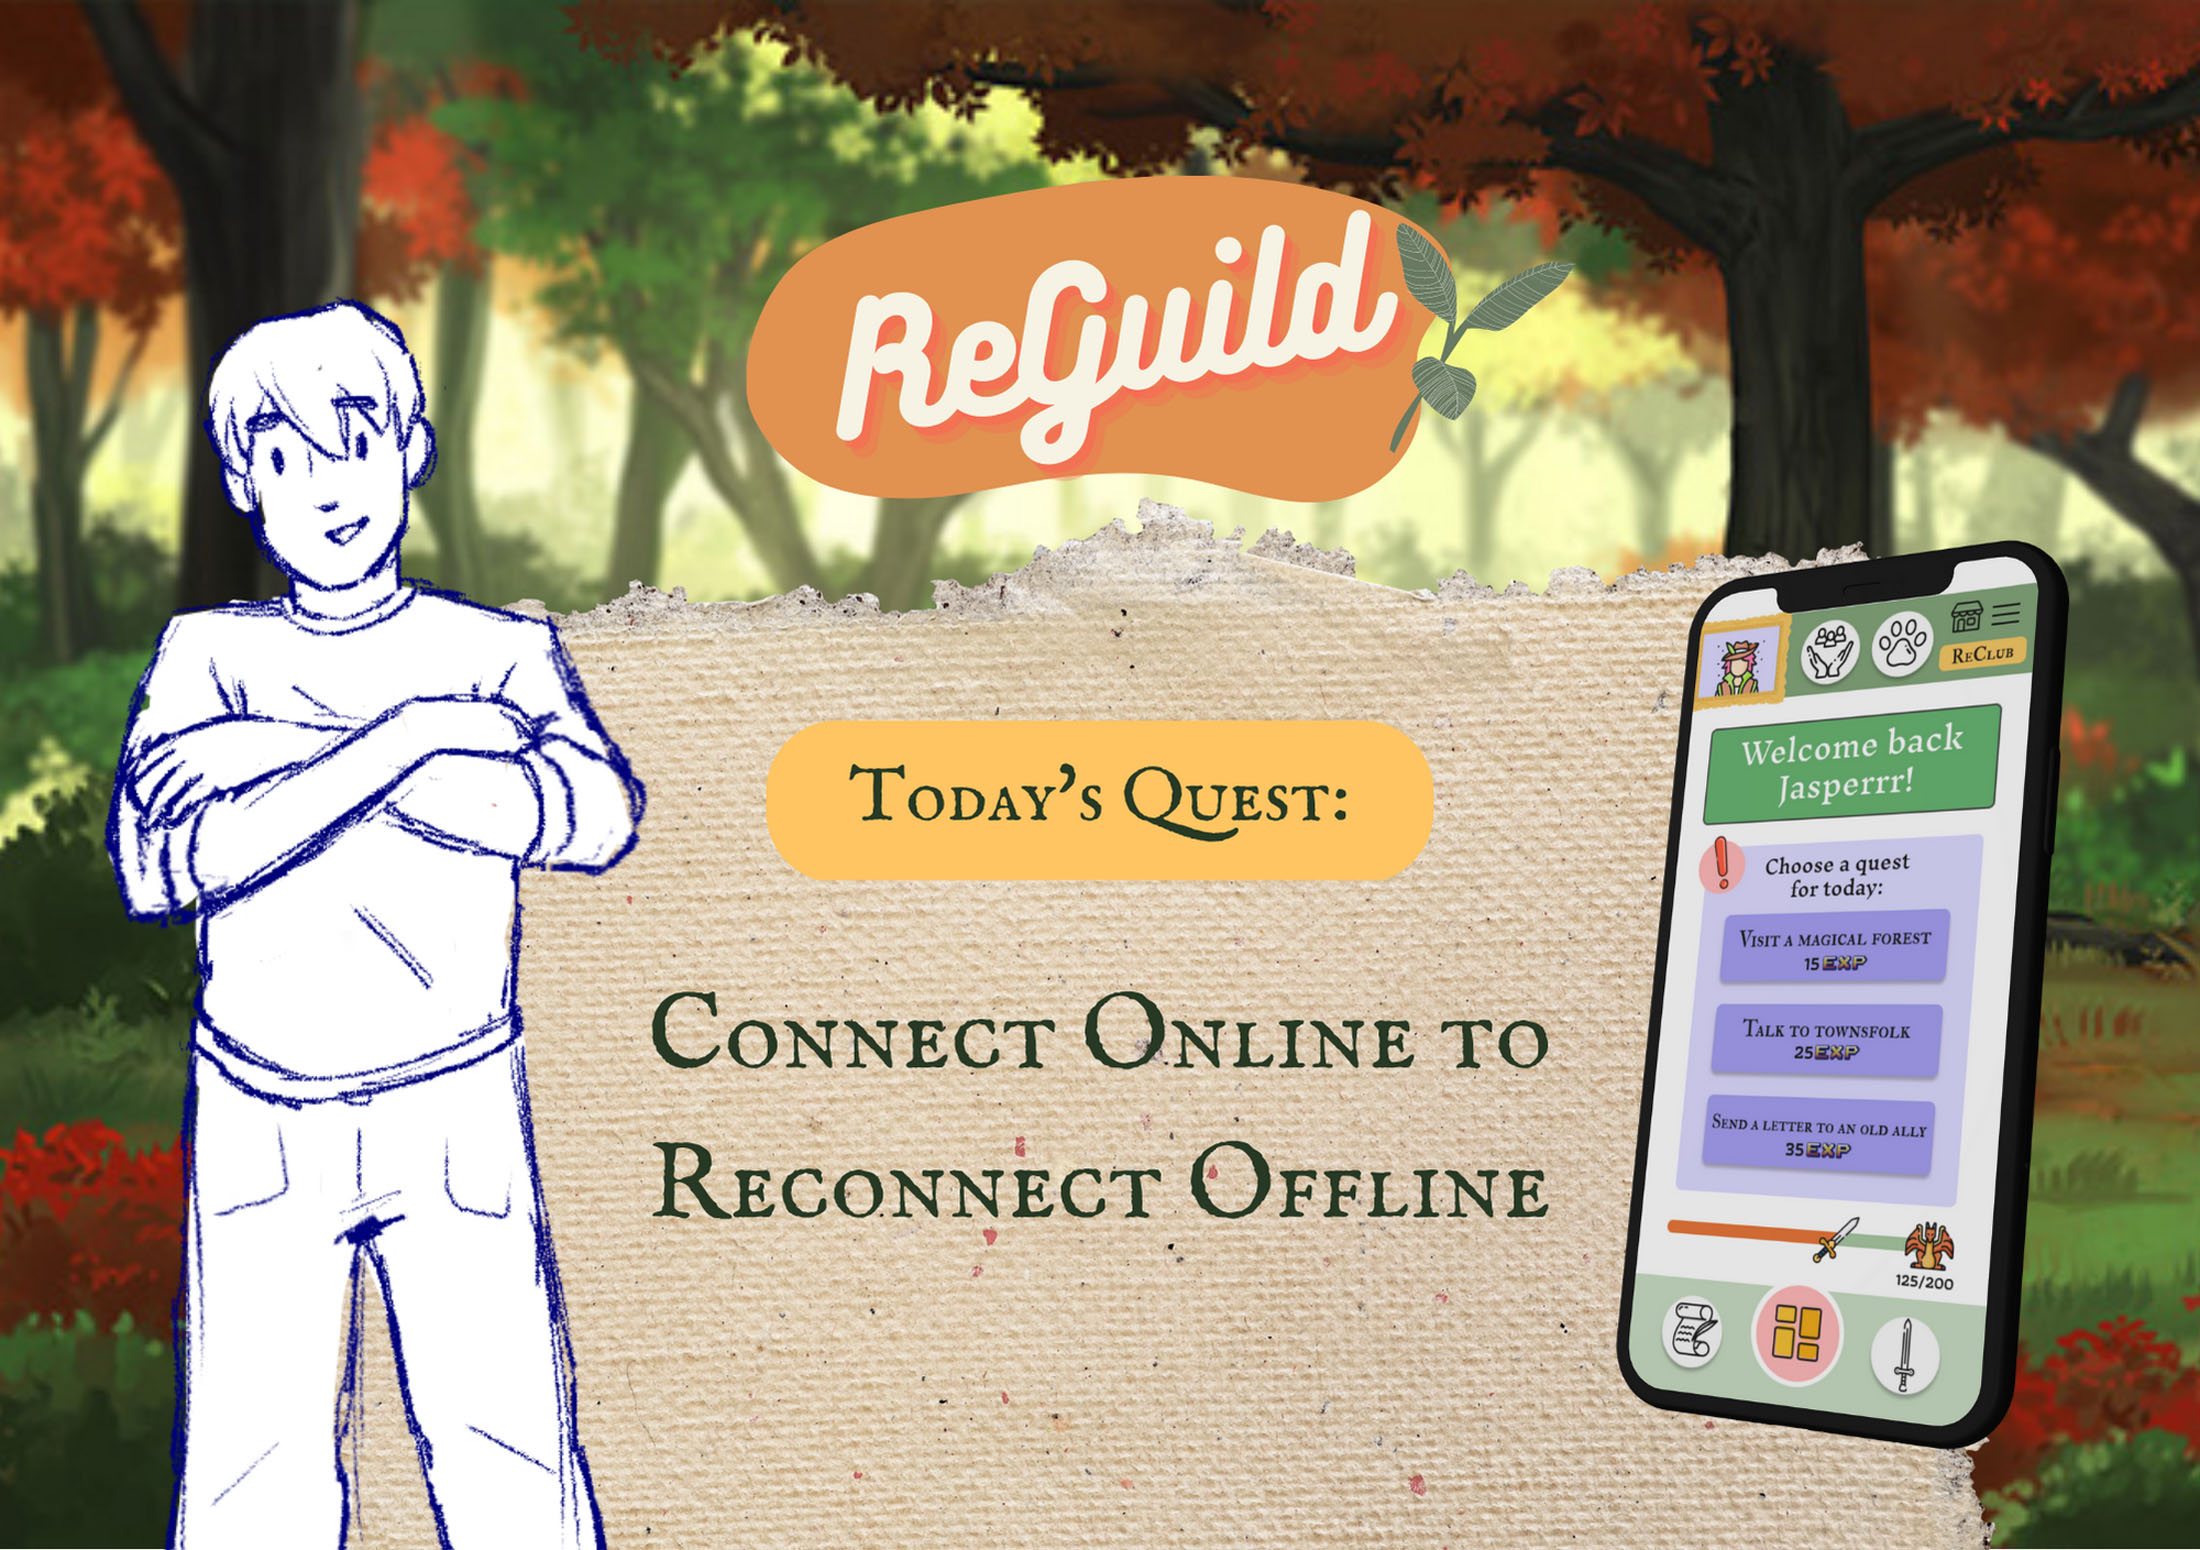 ReGuild
Today's Quest:
Connect Online to
Reconnect Offline
ReClub
Welcome back
Jasperrr!
Choose a quest
for today:
Visit a magical forest
15 EXP
Talk to townsfolk
25 EXP
Send a letter to an old ally
35 EXP
125/200